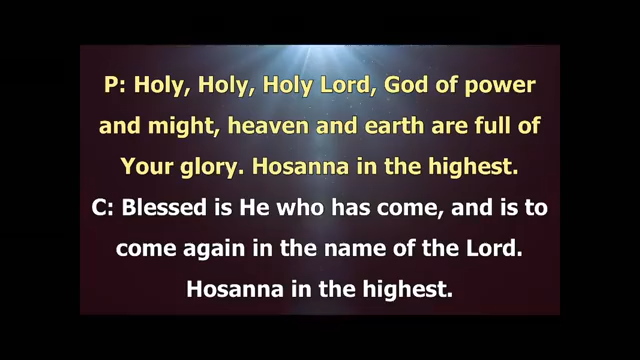 P: Holy, Holy, Holy Lord, God of power
and might, heaven and earth are full of
Your glory. Hosanna in the highest.
C: Blessed is He who has come, and is to
come again in the name of the Lord.
Hosanna in the highest.